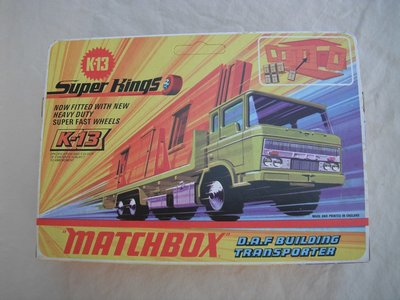 K-13
Super Kings
NOW FITTED WITH NEW
HEAVY DUTY
SUPER FAST WHEELS
K-13
MADE AND PRINTED IN ENGLAND
"MATCHBOX"
D.A.F BUILDING
TRANSPORTER